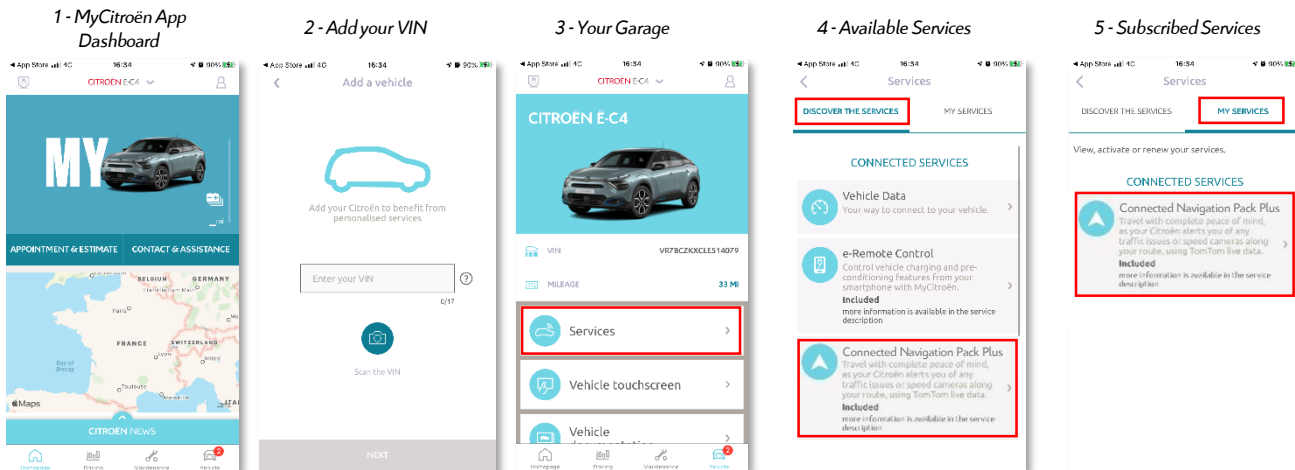 1 - MyCitroën App
Dashboard
2 - Add your VIN
3 - Your Garage
4 - Available Services
5 - Subscribed Services
App Store 4G 16:34 90%
CITROËN Ë-C4
MY
APPOINTMENT & ESTIMATE CONTACT & ASSISTANCE
BELGIUM GERMANY
Frankfurt am Main
Paris
FRANCE SWITZERLAND
Lyon
Milan
Bay of
Biscay
Toulouse
Marseille
Maps
CITROËN NEWS
2
Homepage Driving Maintenance Vehicle
App Store 4G 16:34 90%
Add a vehicle
Add your Citroën to benefit from
personalised services
Enter your VIN
?
0/17
Scan the VIN
NEXT
App Store 4G 16:34 90%
CITROËN Ë-C4
CITROËN Ë-C4
VIN VR7BCZKXCLE514079
MILEAGE 33 MI
Services
Vehicle touchscreen
Vehicle
documentation
2
Homepage Driving Maintenance Vehicle
App Store 4G 16:34 90%
Services
DISCOVER THE SERVICES MY SERVICES
CONNECTED SERVICES
Vehicle Data
Your way to connect to your vehicle.
e-Remote Control
Control vehicle charging and pre-
conditioning features from your
smartphone with MyCitroën.
Included
more information is available in the service
description
Connected Navigation Pack Plus
Travel with complete peace of mind,
as your Citroën alerts you of any
traffic issues or speed cameras along
your route, using TomTom live data.
Included
more information is available in the service
description
App Store 4G 16:34 90%
Services
DISCOVER THE SERVICES MY SERVICES
View, activate or renew your services.
CONNECTED SERVICES
Connected Navigation Pack Plus
Travel with complete peace of mind,
as your Citroën alerts you of any
traffic issues or speed cameras along
your route, using TomTom live data.
Included
more information is available in the service
description